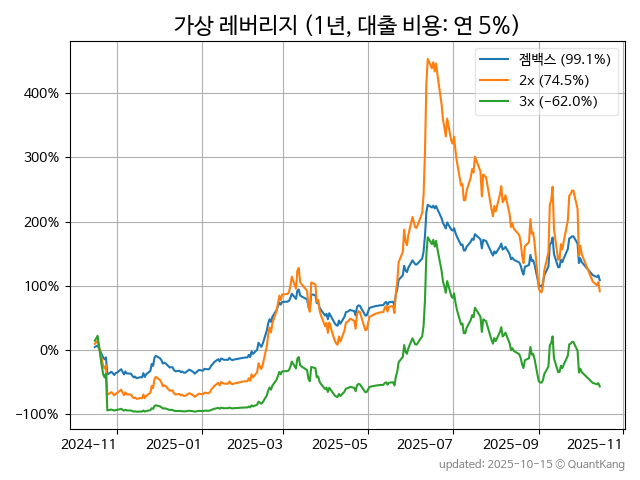 가상 레버리지 (1년, 대출 비용: 연 5%)
젬백스 (99.1%)
2x (74.5%)
3x (−62.0%)
400%
300%
200%
100%
0%
−100%
2024-11 2025-01 2025-03 2025-05 2025-07 2025-09 2025-11
updated: 2025-10-15 © QuantKang